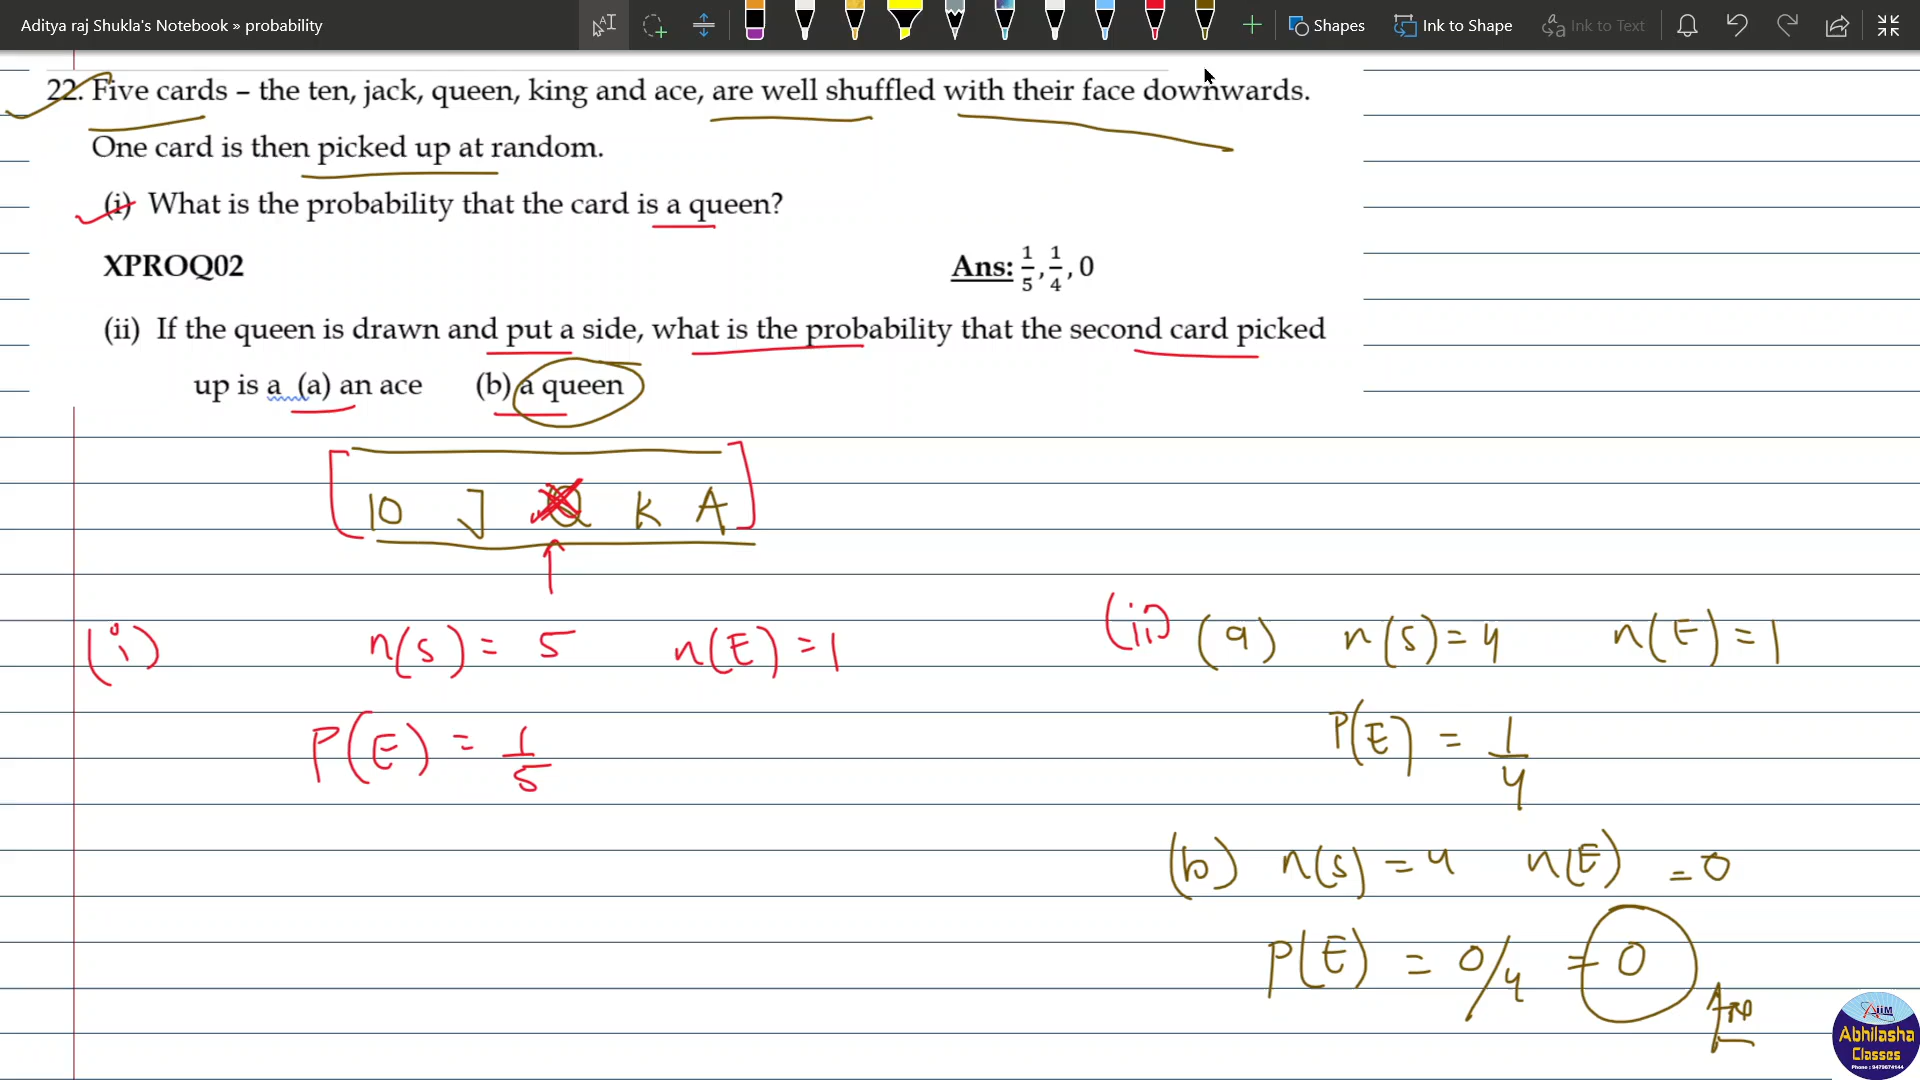 Aditya raj Shukla's Notebook » probability
Shapes Ink to Shape Ink to Text
22. Five cards – the ten, jack, queen, king and ace, are well shuffled with their face downwards.
One card is then picked up at random.
(i) What is the probability that the card is a queen?
XPROQ02 Ans: 1/5, 1/4, 0
(ii) If the queen is drawn and put a side, what is the probability that the second card picked
up is a (a) an ace (b) a queen
10 J Q K A
(i) n(S) = 5 n(E) = 1
P(E) = 1/5
(ii) (a) n(S) = 4 n(E) = 1
P(E) = 1/4
(b) n(S) = 4 n(E) = 0
P(E) = 0/4 = 0
AIIM
Abhilasha
Classes
Phone : 9479674144